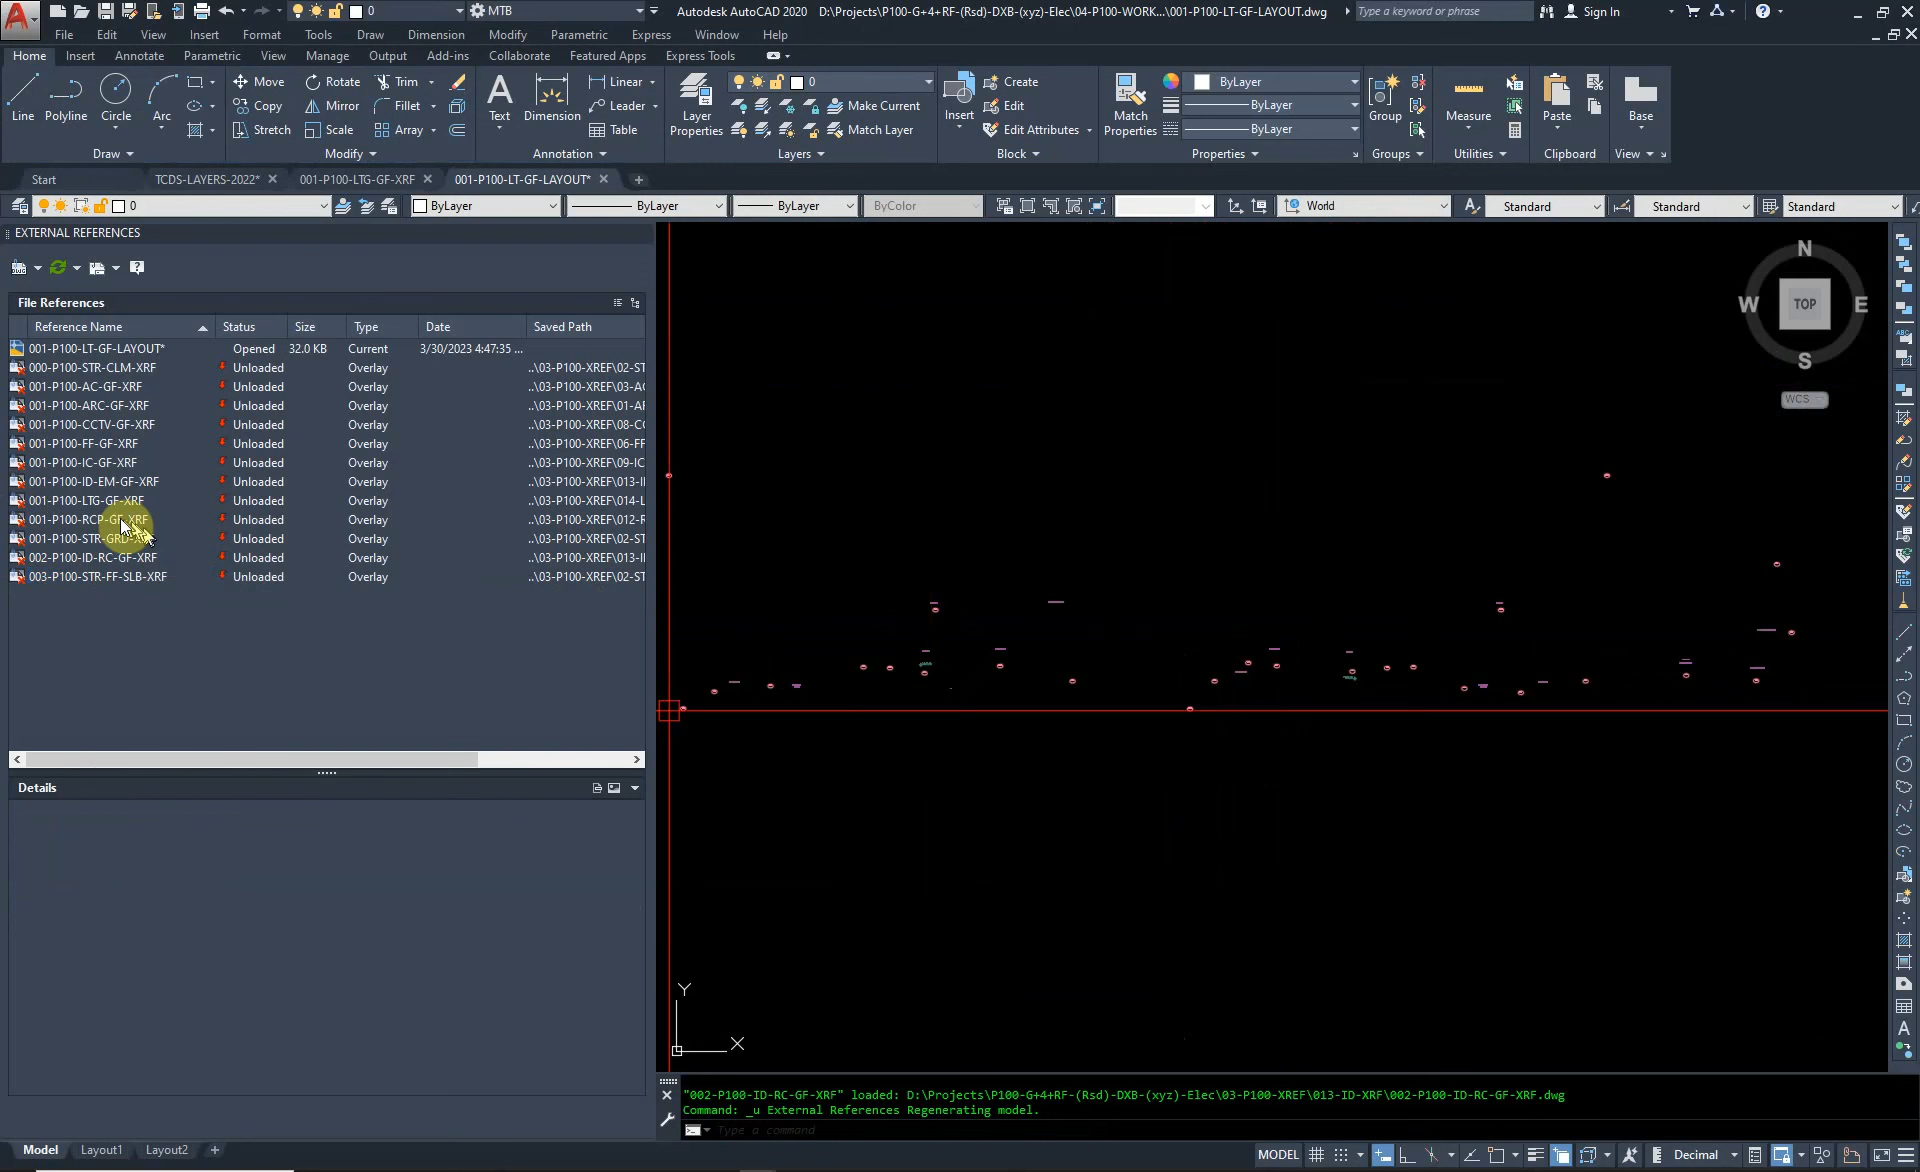 0
MTB
Autodesk AutoCAD 2020 D:\Projects\P100-G+4+RF-(Rsd)-DXB-(xyz)-Elec\04-P100-WORK...\001-P100-LT-GF-LAYOUT.dwg
Type a keyword or phrase
Sign In
File Edit View Insert Format Tools Draw Dimension Modify Parametric Express Window Help
Home Insert Annotate Parametric View Manage Output Add-ins Collaborate Featured Apps Express Tools
Line Polyline Circle Arc
Move Rotate Trim
Copy Mirror Fillet
Stretch Scale Array
Text Dimension
Linear
Leader
Table
Layer Properties
0
Make Current
Match Layer
Insert
Create
Edit
Edit Attributes
Match Properties
ByLayer
ByLayer
ByLayer
Group
Measure
Paste
Base
Draw Modify Annotation Layers Block Properties Groups Utilities Clipboard View
Start TCDS-LAYERS-2022* 001-P100-LTG-GF-XRF 001-P100-LT-GF-LAYOUT*
0 ByLayer ByLayer ByLayer ByColor World Standard Standard Standard
EXTERNAL REFERENCES
File References
Reference Name Status Size Type Date Saved Path
001-P100-LT-GF-LAYOUT* Opened 32.0 KB Current 3/30/2023 4:47:35 ...
000-P100-STR-CLM-XRF Unloaded Overlay ..\03-P100-XREF\02-ST
001-P100-AC-GF-XRF Unloaded Overlay ..\03-P100-XREF\03-AC
001-P100-ARC-GF-XRF Unloaded Overlay ..\03-P100-XREF\01-AF
001-P100-CCTV-GF-XRF Unloaded Overlay ..\03-P100-XREF\08-CC
001-P100-FF-GF-XRF Unloaded Overlay ..\03-P100-XREF\06-FF
001-P100-IC-GF-XRF Unloaded Overlay ..\03-P100-XREF\09-IC
001-P100-ID-EM-GF-XRF Unloaded Overlay ..\03-P100-XREF\013-I
001-P100-LTG-GF-XRF Unloaded Overlay ..\03-P100-XREF\014-L
001-P100-RCP-GF-XRF Unloaded Overlay ..\03-P100-XREF\012-R
001-P100-STR-GRD- Unloaded Overlay ..\03-P100-XREF\02-ST
002-P100-ID-RC-GF-XRF Unloaded Overlay ..\03-P100-XREF\013-I
003-P100-STR-FF-SLB-XRF Unloaded Overlay ..\03-P100-XREF\02-ST
Details
N
W TOP E
S
WCS
Y
X
"002-P100-ID-RC-GF-XRF" loaded: D:\Projects\P100-G+4+RF-(Rsd)-DXB-(xyz)-Elec\03-P100-XREF\013-ID-XRF\002-P100-ID-RC-GF-XRF.dwg
Command: _u External References Regenerating model.
Type a command
Model Layout1 Layout2
MODEL Decimal